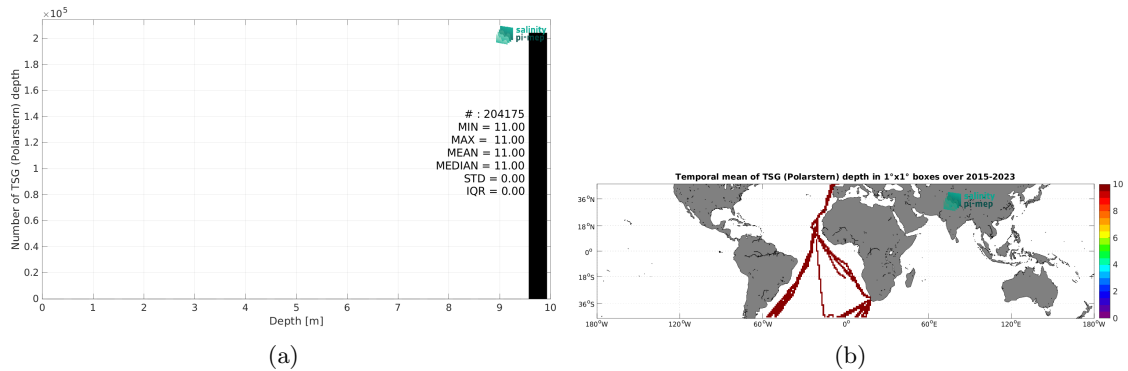 ×10⁵
salinity
pi-mep
2
1.8
1.6
1.4
1.2
1
0.8
0.6
0.4
0.2
0
Number of TSG (Polarstern) depth
# : 204175
MIN = 11.00
MAX = 11.00
MEAN = 11.00
MEDIAN = 11.00
STD = 0.00
IQR = 0.00
0 1 2 3 4 5 6 7 8 9 10
Depth [m]
(a)
Temporal mean of TSG (Polarstern) depth in 1°x1° boxes over 2015-2023
salinity
pi-mep
36°N
18°N
0°
18°S
36°S
180°W 120°W 60°W 0°E 60°E 120°E 180°W
10
8
6
4
2
0
(b)